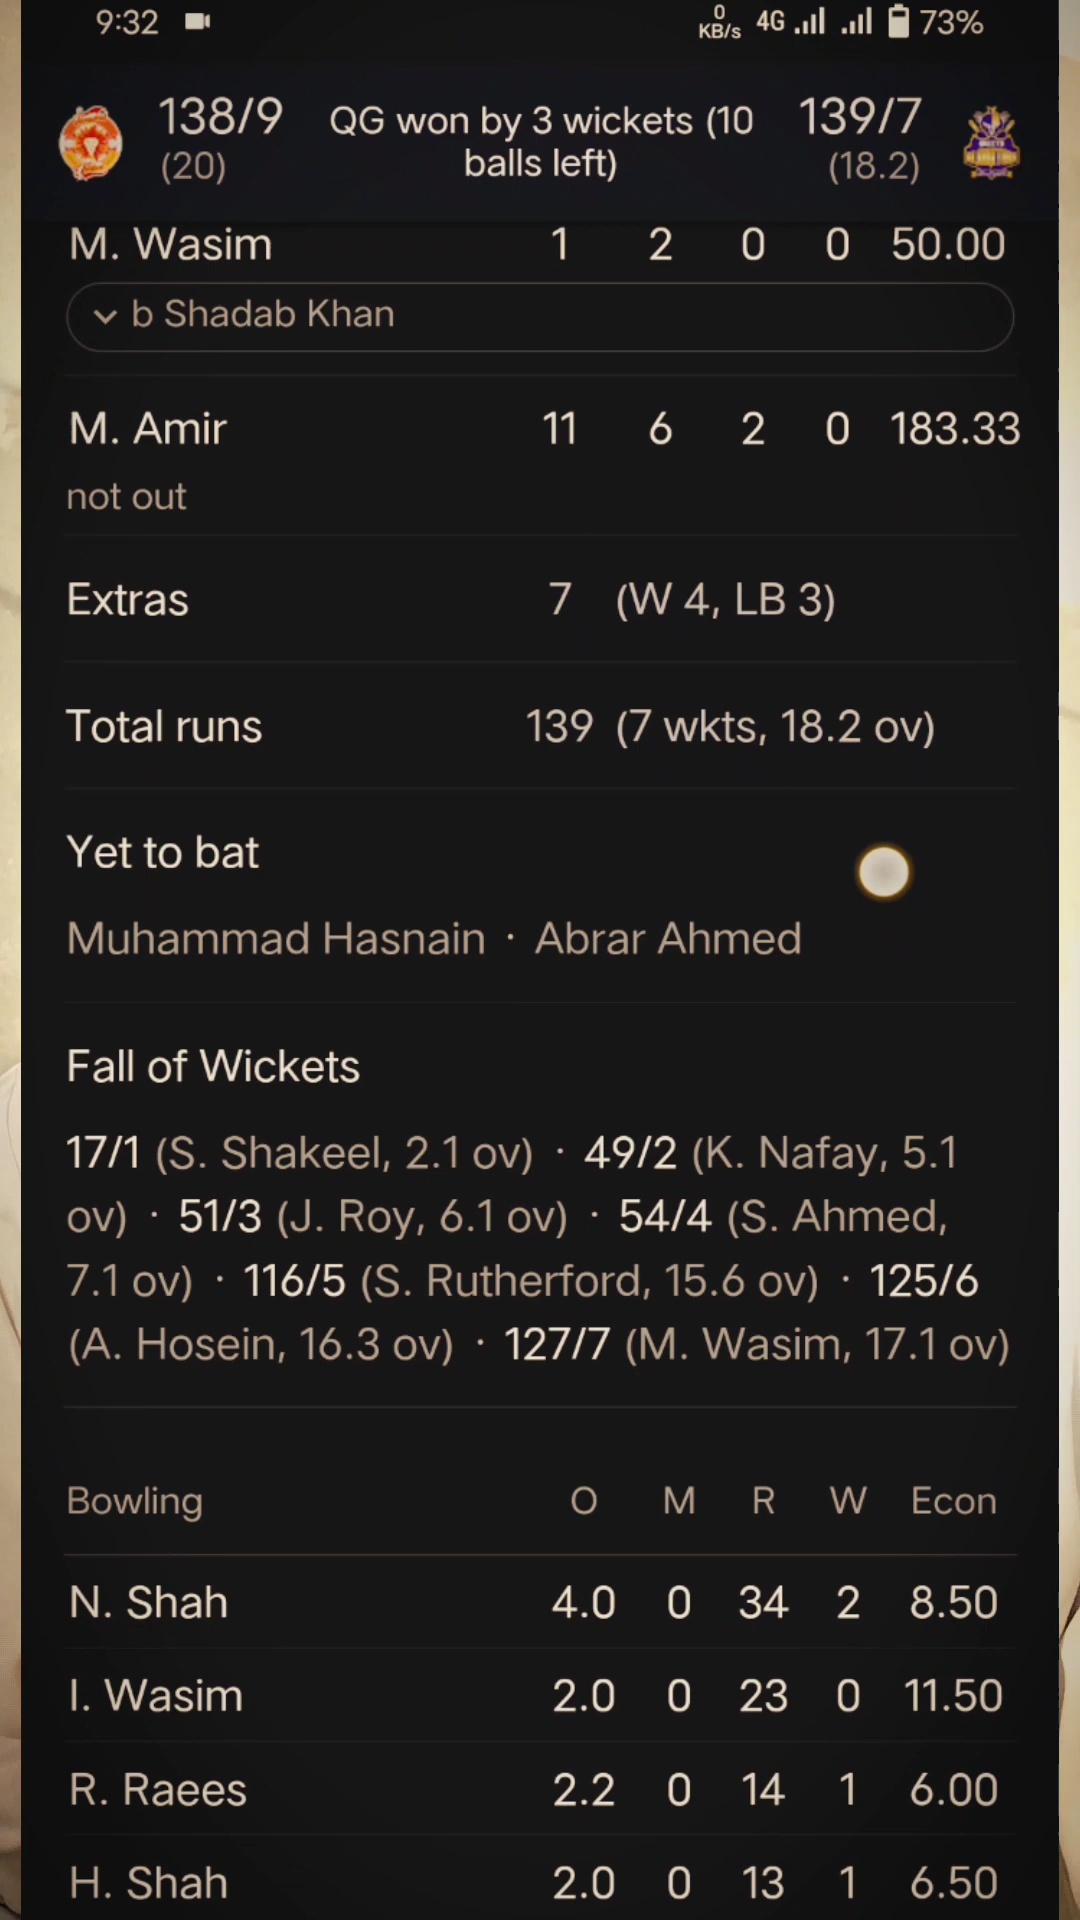 9:32 0 KB/s 4G 73%
138/9 QG won by 3 wickets (10 139/7
(20) balls left) (18.2)
M. Wasim 1 2 0 0 50.00
b Shadab Khan
M. Amir 11 6 2 0 183.33
not out
Extras 7 (W 4, LB 3)
Total runs 139 (7 wkts, 18.2 ov)
Yet to bat
Muhammad Hasnain · Abrar Ahmed
Fall of Wickets
17/1 (S. Shakeel, 2.1 ov) · 49/2 (K. Nafay, 5.1
ov) · 51/3 (J. Roy, 6.1 ov) · 54/4 (S. Ahmed,
7.1 ov) · 116/5 (S. Rutherford, 15.6 ov) · 125/6
(A. Hosein, 16.3 ov) · 127/7 (M. Wasim, 17.1 ov)
Bowling O M R W Econ
N. Shah 4.0 0 34 2 8.50
I. Wasim 2.0 0 23 0 11.50
R. Raees 2.2 0 14 1 6.00
H. Shah 2.0 0 13 1 6.50